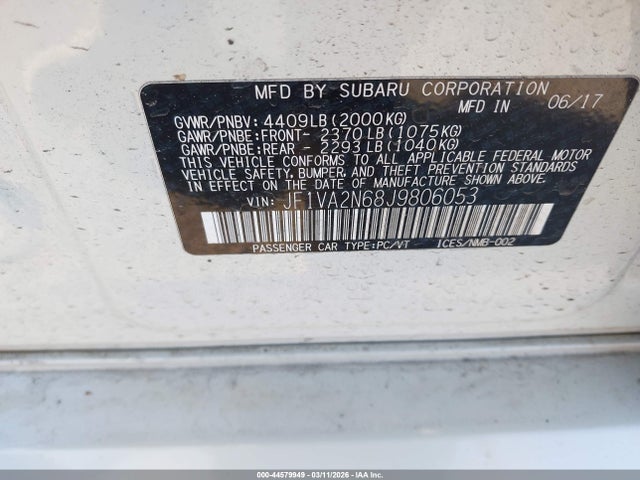 MFD BY SUBARU CORPORATION
MFD IN 06/17
GVWR/PNBV: 4409LB(2000KG)
GAWR/PNBE:FRONT- 2370LB(1075KG)
GAWR/PNBE:REAR - 2293LB(1040KG)
THIS VEHICLE CONFORMS TO ALL APPLICABLE FEDERAL MOTOR
VEHICLE SAFETY, BUMPER, AND THEFT PREVENTION STANDARDS
IN EFFECT ON THE DATE OF MANUFACTURE SHOWN ABOVE.
VIN: JF1VA2N68J9806053
PASSENGER CAR TYPE:PC/VT ICES/NMB-002
000-44579949 | 03/11/2026 - COPYRIGHT IAA, LLC.